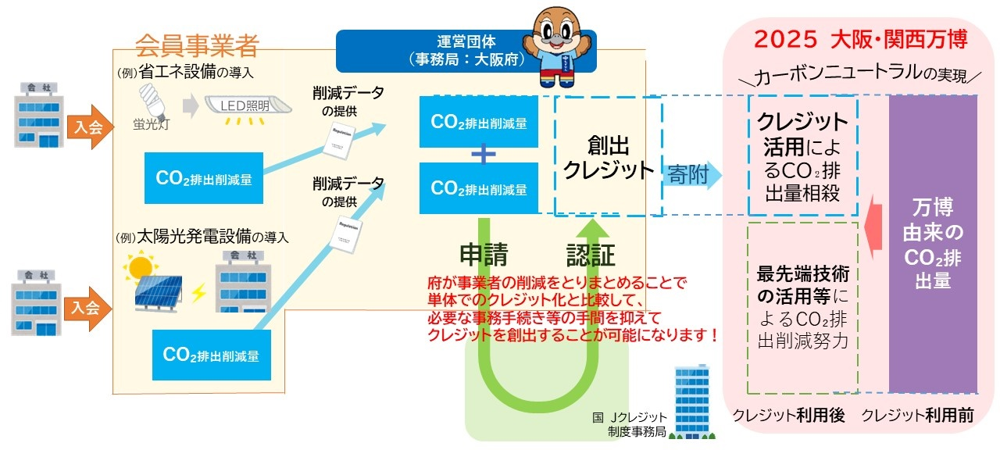 会員事業者
(例)省エネ設備の導入
会 社
入会
蛍光灯
LED照明
CO₂排出削減量
削減データ
の提供
Regulation
(例)太陽光発電設備の導入
会 社
会 社
入会
CO₂排出削減量
削減データ
の提供
Regulation
運営団体
(事務局：大阪府)
CO₂排出削減量
+
CO₂排出削減量
創出
クレジット
寄附
申請
認証
府が事業者の削減をとりまとめることで
単体でのクレジット化と比較して、
必要な事務手続き等の手間を抑えて
クレジットを創出することが可能になります！
国 Jクレジット
制度事務局
2025 大阪・関西万博
＼カーボンニュートラルの実現／
クレジット
活用によ
るCO₂排
出量相殺
最先端技術
の活用等に
よるCO₂排
出削減努力
クレジット利用後
万博
由来の
CO₂排
出量
クレジット利用前